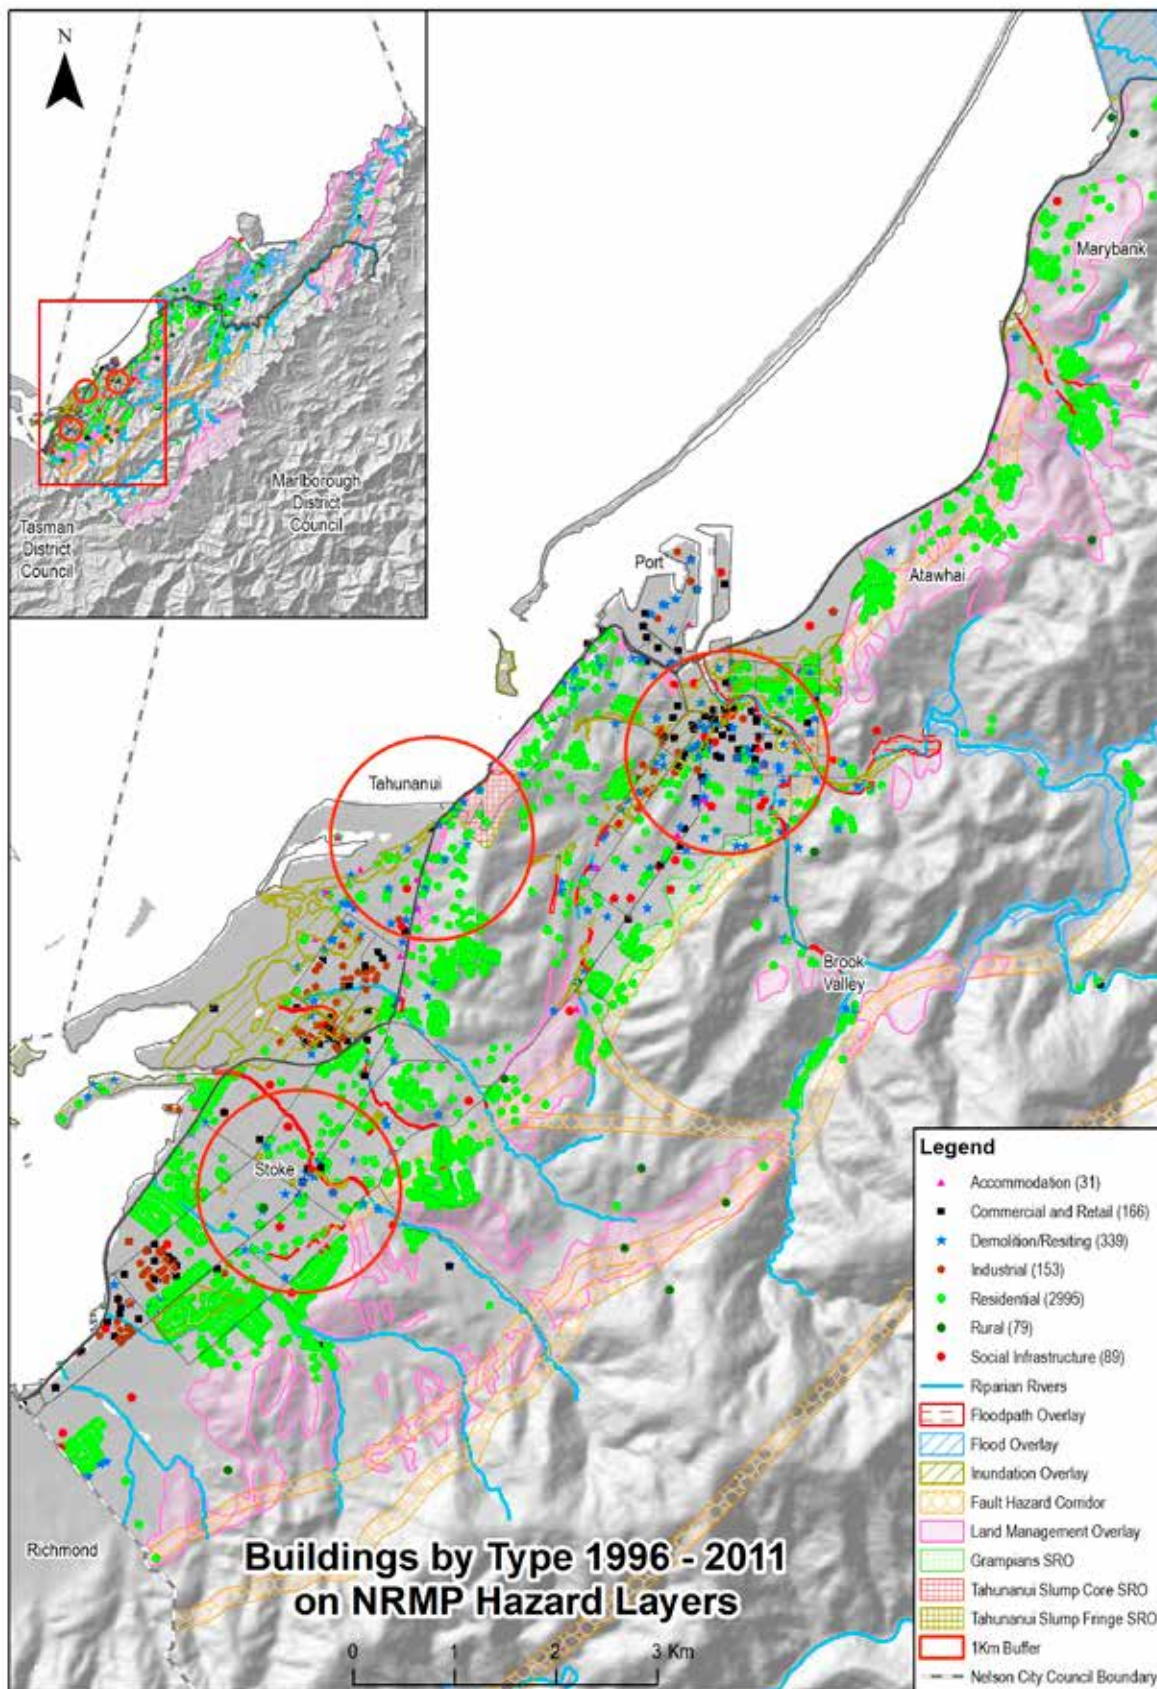 N
Tasman
District
Council
Marlborough
District
Council
Marybank
Port
Atawhai
Tahunanui
Brook
Valley
Stoke
Richmond
Buildings by Type 1996 - 2011
on NRMP Hazard Layers
0 1 2 3 Km
Legend
Accommodation (31)
Commercial and Retail (166)
Demolition/Resiting (339)
Industrial (153)
Residential (2995)
Rural (79)
Social Infrastructure (89)
Riparian Rivers
Floodpath Overlay
Flood Overlay
Inundation Overlay
Fault Hazard Corridor
Land Management Overlay
Grampians SRO
Tahunanui Slump Core SRO
Tahunanui Slump Fringe SRO
1Km Buffer
Nelson City Council Boundary